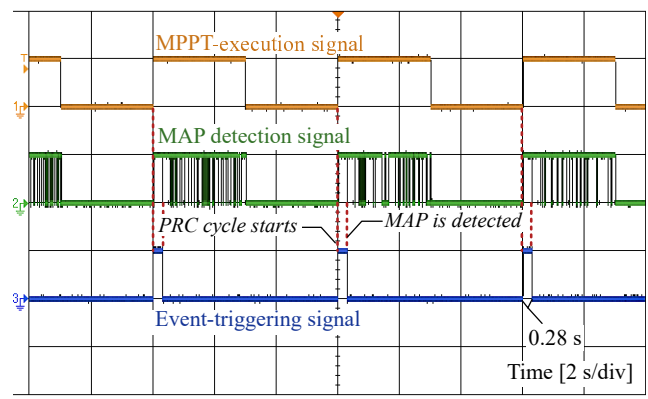 MPPT-execution signal
T
1
MAP detection signal
2
PRC cycle starts
MAP is detected
3
Event-triggering signal
0.28 s
Time [2 s/div]